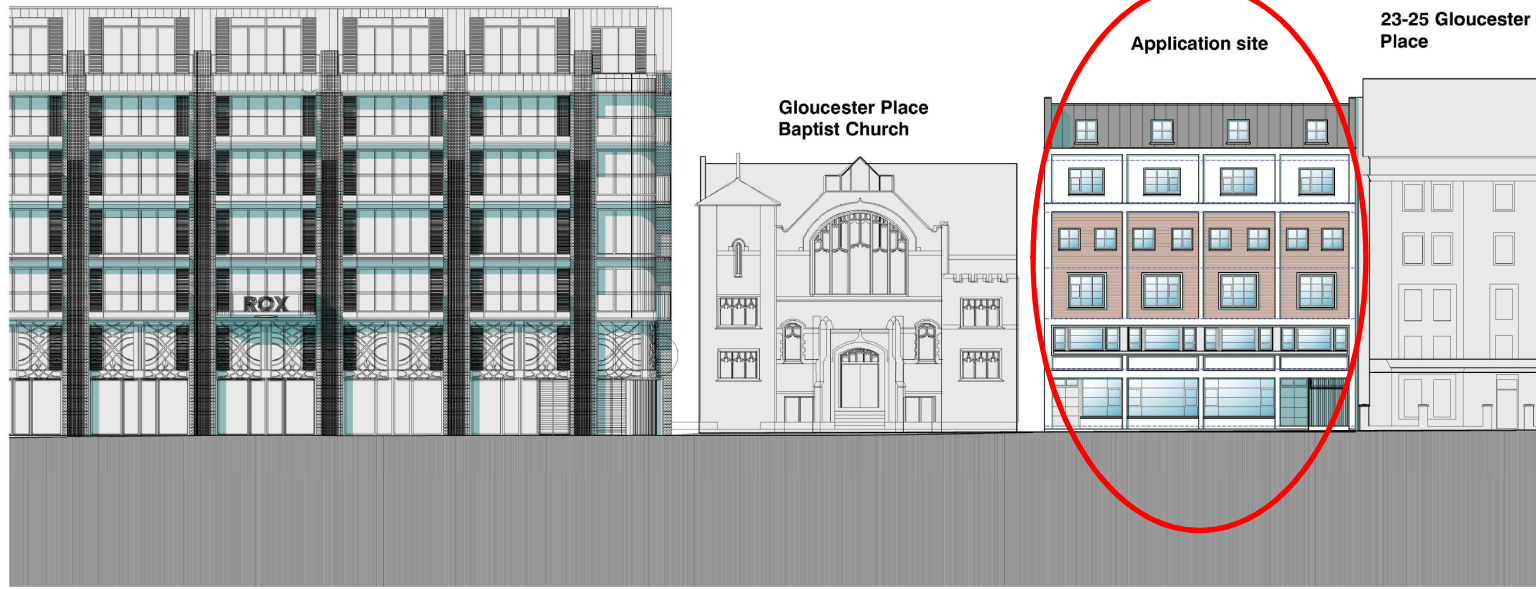 23-25 Gloucester
Place
Application site
Gloucester Place
Baptist Church
ROX